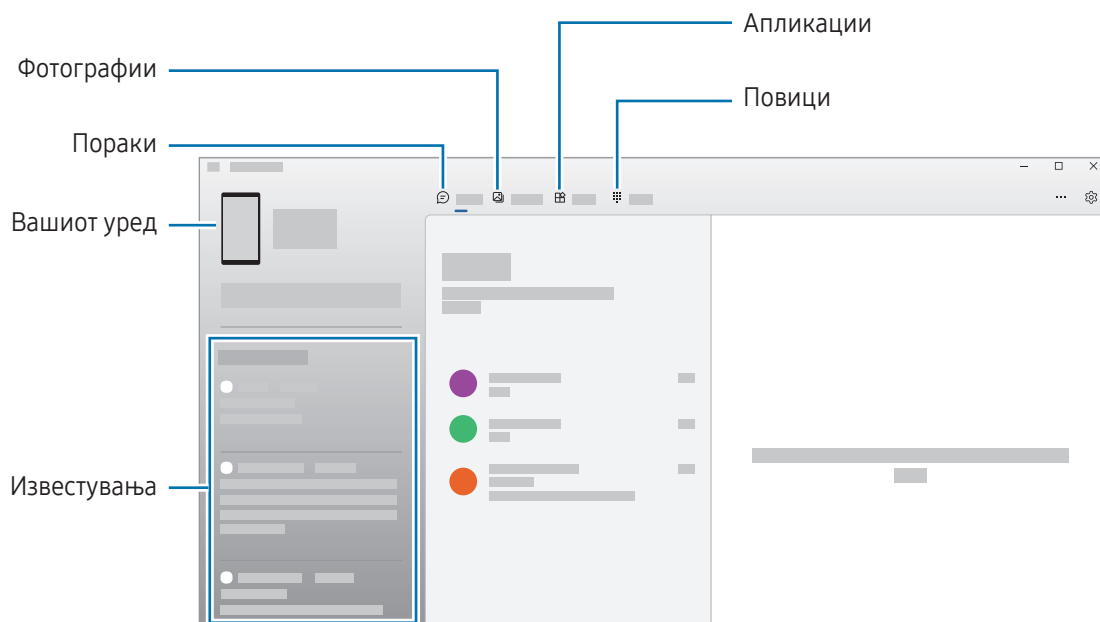 Апликации
Фотографии
Повици
Пораки
Вашиот уред
Известувања